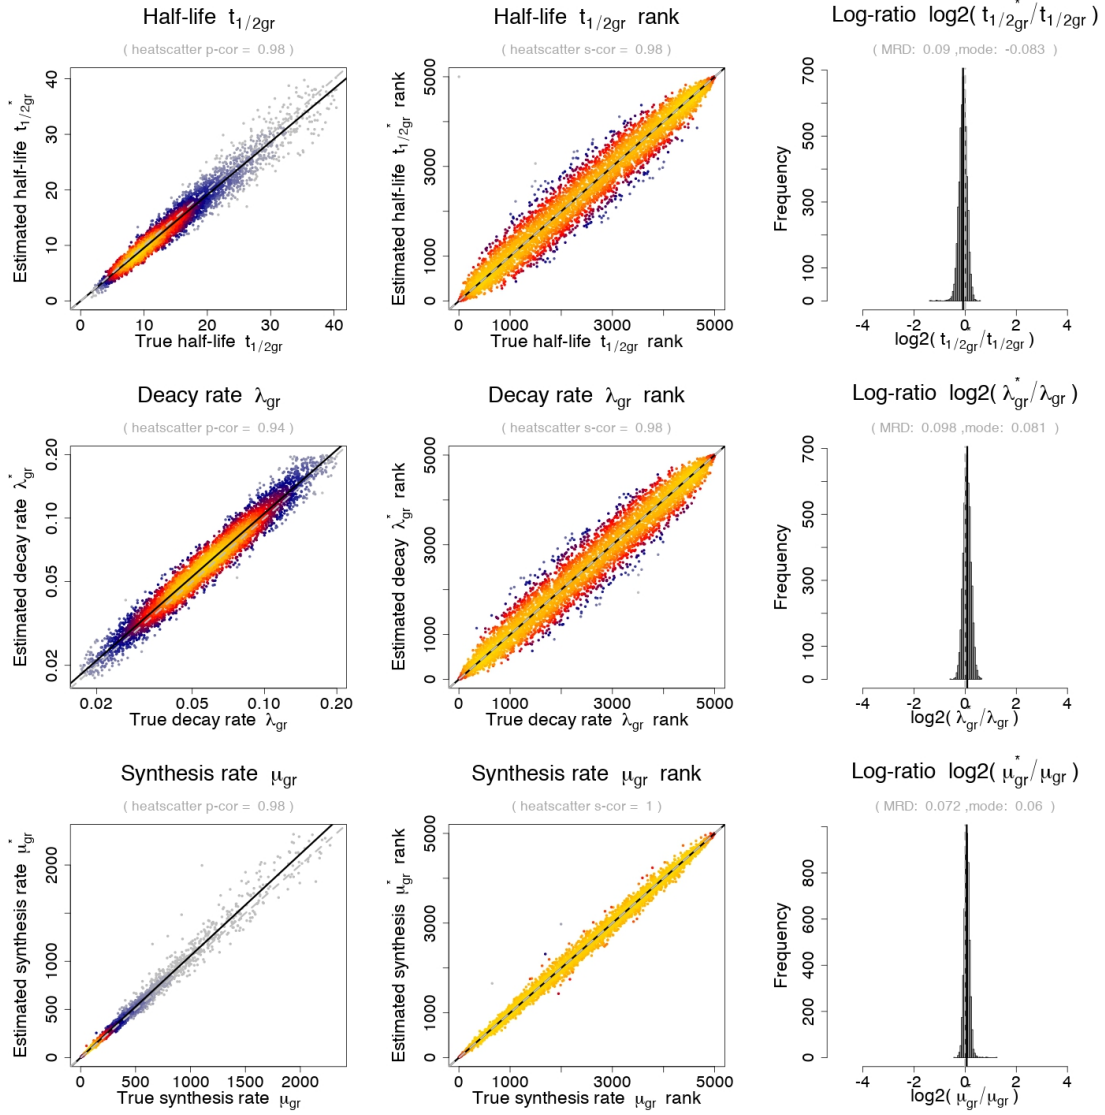 Half-life t1/2gr
( heatscatter p-cor = 0.98 )
Estimated half-life t*1/2gr
0 10 20 30 40
0 10 20 30 40
True half-life t1/2gr
Half-life t1/2gr rank
( heatscatter s-cor = 0.98 )
Estimated half-life t*1/2gr rank
0 1000 3000 5000
0 1000 3000 5000
True half-life t1/2gr rank
Log-ratio log2( t*1/2gr/t1/2gr )
( MRD: 0.09 ,mode: -0.083 )
Frequency
100 300 500 700
-4 -2 0 2 4
log2( t*1/2gr/t1/2gr )
Deacy rate λgr
( heatscatter p-cor = 0.94 )
Estimated decay rate λ*gr
0.02 0.05 0.10 0.20
0.02 0.05 0.10 0.20
True decay rate λgr
Decay rate λgr rank
( heatscatter s-cor = 0.98 )
Estimated decay λ*gr rank
0 1000 3000 5000
0 1000 3000 5000
True decay rate λgr rank
Log-ratio log2( λ*gr/λgr )
( MRD: 0.098 ,mode: 0.081 )
Frequency
0 100 300 500 700
-4 -2 0 2 4
log2( λ*gr/λgr )
Synthesis rate μgr
( heatscatter p-cor = 0.98 )
Estimated synthesis rate μ*gr
0 500 1000 2000
0 500 1000 1500 2000
True synthesis rate μgr
Synthesis rate μgr rank
( heatscatter s-cor = 1 )
Estimated synthesis μ*gr rank
0 1000 3000 5000
0 1000 3000 5000
True synthesis rate μgr rank
Log-ratio log2( μ*gr/μgr )
( MRD: 0.072 ,mode: 0.06 )
Frequency
0 200 400 600 800
-4 -2 0 2 4
log2( μ*gr/μgr )